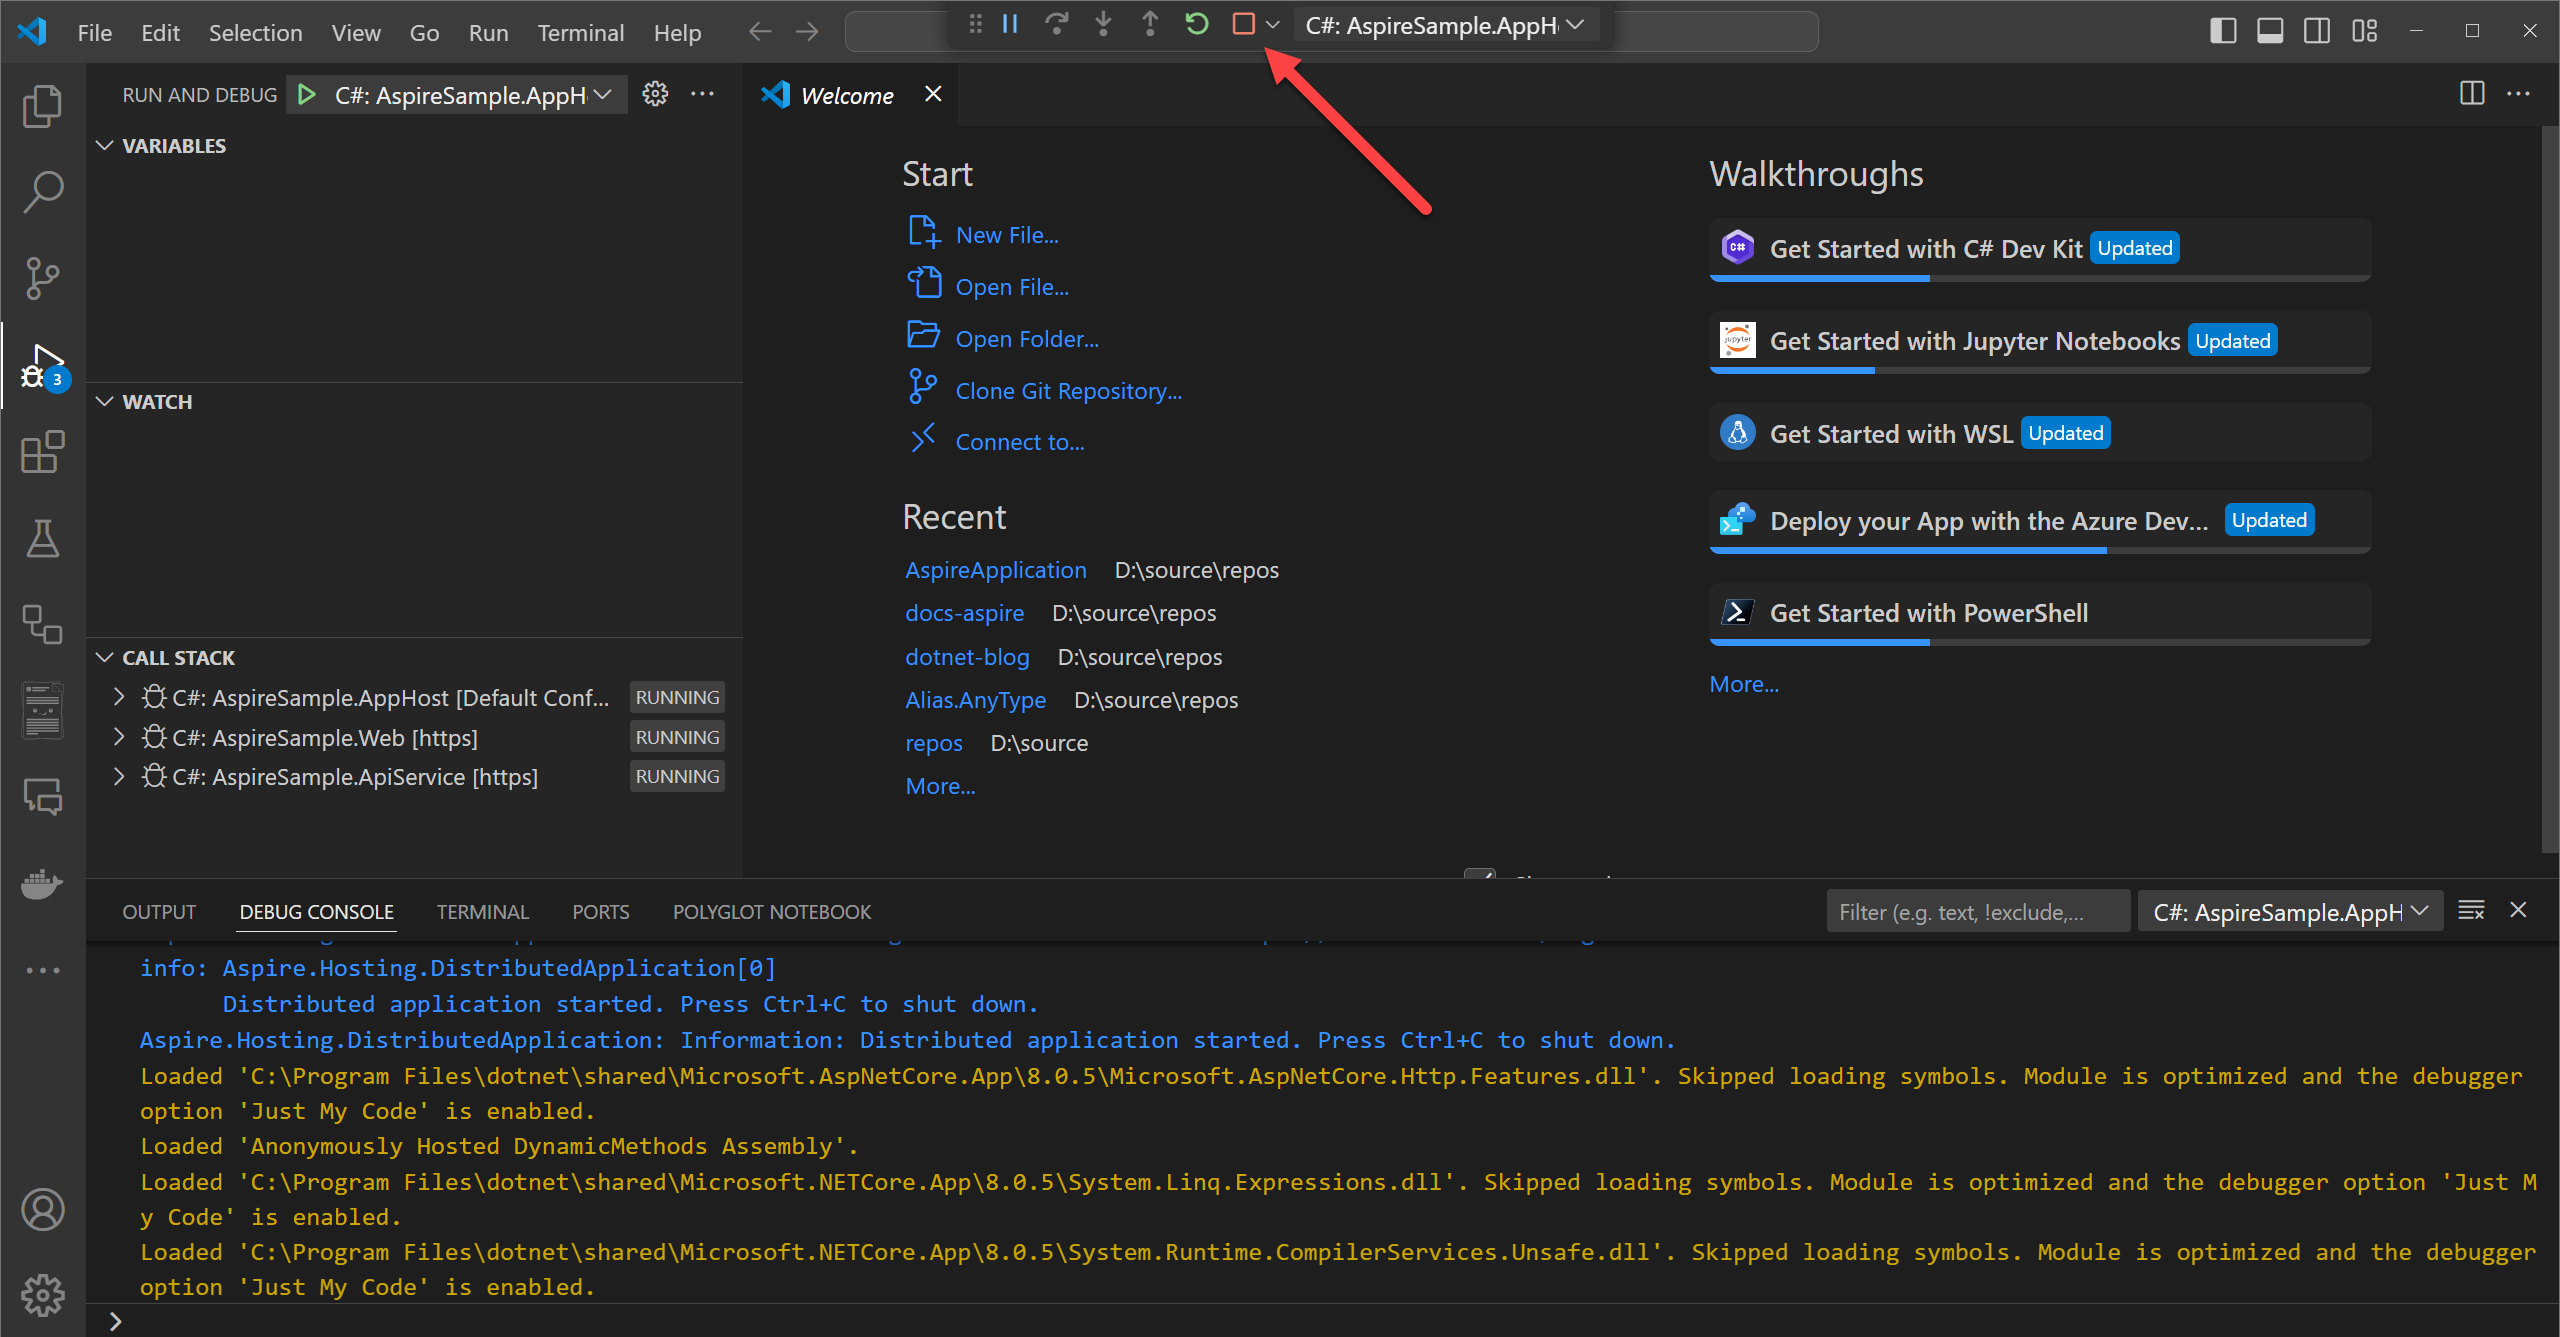 File Edit Selection View Go Run Terminal Help
C#: AspireSample.AppH
RUN AND DEBUG
C#: AspireSample.AppH
Welcome
VARIABLES
WATCH
CALL STACK
C#: AspireSample.AppHost [Default Conf... RUNNING
C#: AspireSample.Web [https] RUNNING
C#: AspireSample.ApiService [https] RUNNING
3
Start
New File...
Open File...
Open Folder...
Clone Git Repository...
Connect to...
Recent
AspireApplication D:\source\repos
docs-aspire D:\source\repos
dotnet-blog D:\source\repos
Alias.AnyType D:\source\repos
repos D:\source
More...
Walkthroughs
C# Get Started with C# Dev Kit Updated
jupyter Get Started with Jupyter Notebooks Updated
Get Started with WSL Updated
Deploy your App with the Azure Dev... Updated
Get Started with PowerShell
More...
OUTPUT DEBUG CONSOLE TERMINAL PORTS POLYGLOT NOTEBOOK
Filter (e.g. text, !exclude,...
C#: AspireSample.AppH
info: Aspire.Hosting.DistributedApplication[0]
Distributed application started. Press Ctrl+C to shut down.
Aspire.Hosting.DistributedApplication: Information: Distributed application started. Press Ctrl+C to shut down.
Loaded 'C:\Program Files\dotnet\shared\Microsoft.AspNetCore.App\8.0.5\Microsoft.AspNetCore.Http.Features.dll'. Skipped loading symbols. Module is optimized and the debugger
option 'Just My Code' is enabled.
Loaded 'Anonymously Hosted DynamicMethods Assembly'.
Loaded 'C:\Program Files\dotnet\shared\Microsoft.NETCore.App\8.0.5\System.Linq.Expressions.dll'. Skipped loading symbols. Module is optimized and the debugger option 'Just M
y Code' is enabled.
Loaded 'C:\Program Files\dotnet\shared\Microsoft.NETCore.App\8.0.5\System.Runtime.CompilerServices.Unsafe.dll'. Skipped loading symbols. Module is optimized and the debugger
option 'Just My Code' is enabled.